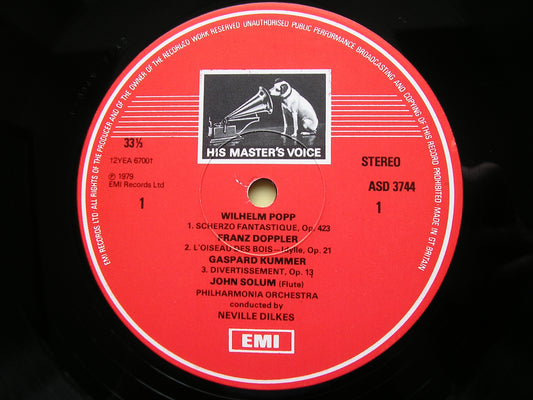 ALL RIGHTS OF THE PRODUCER AND OF THE OWNER OF THE RECORDED WORK RESERVED UNAUTHORISED PUBLIC PERFORMANCE BROADCASTING AND COPYING OF THIS RECORD PROHIBITED MADE IN GT BRITAIN
EMI RECORDS LTD
HIS MASTER'S VOICE
33⅓
12YEA 6700†
℗ 1979
EMI Records Ltd
1
STEREO
ASD 3744
1
WILHELM POPP
1. SCHERZO FANTASTIQUE, Op. 423
FRANZ DOPPLER
2. L'OISEAU DES BOIS—Idylle, Op. 21
GASPARD KUMMER
3. DIVERTISSEMENT, Op. 13
JOHN SOLUM (Flute)
PHILHARMONIA ORCHESTRA
conducted by
NEVILLE DILKES
EMI